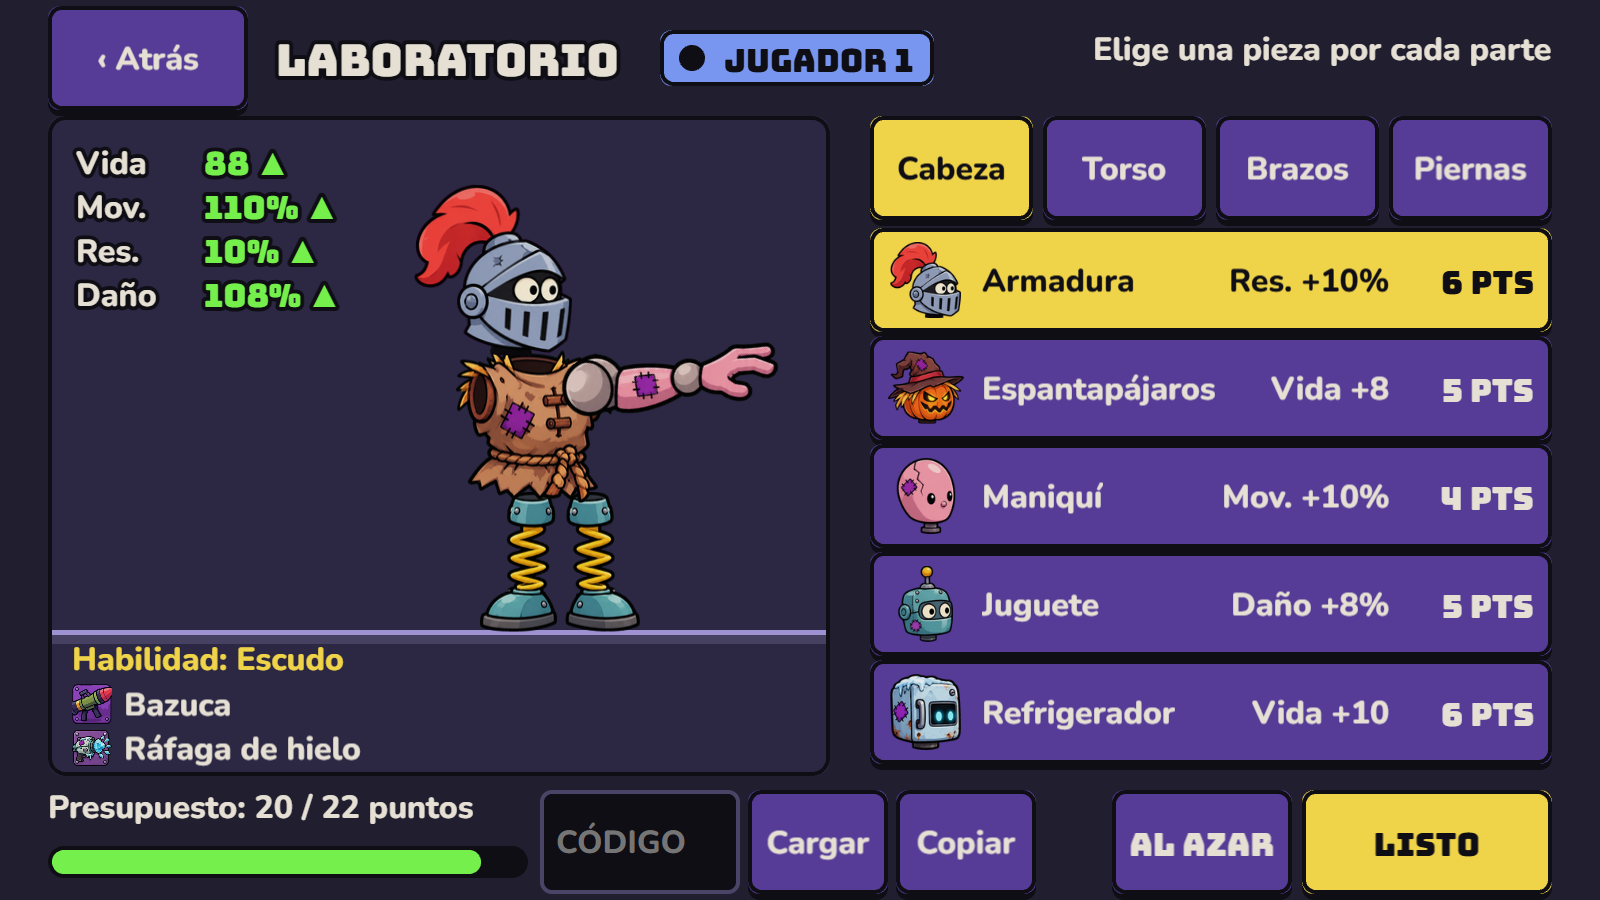 ‹ Atrás
LABORATORIO
JUGADOR 1
Elige una pieza por cada parte
Vida 88 ▲
Mov. 110% ▲
Res. 10% ▲
Daño 108% ▲
Habilidad: Escudo
Bazuca
Ráfaga de hielo
Cabeza Torso Brazos Piernas
Armadura Res. +10% 6 PTS
Espantapájaros Vida +8 5 PTS
Maniquí Mov. +10% 4 PTS
Juguete Daño +8% 5 PTS
Refrigerador Vida +10 6 PTS
Presupuesto: 20 / 22 puntos
CÓDIGO
Cargar
Copiar
AL AZAR
LISTO